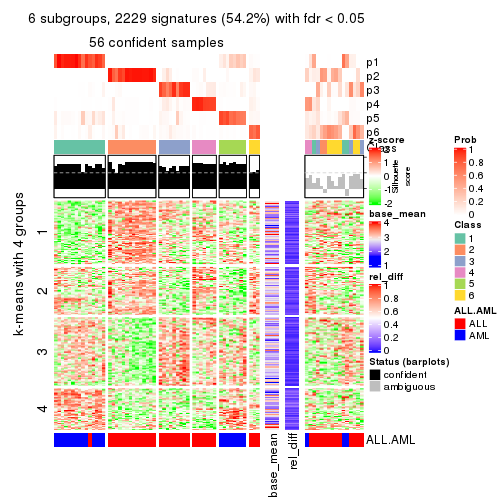 6 subgroups, 2229 signatures (54.2%) with fdr < 0.05
56 confident samples
p1
p2
p3
p4
p5
p6
Class
k-means with 4 groups
1
2
3
4
Silhouette
score
base_mean
rel_diff
ALL.AML
z-score
2
1
0
-1
-2
base_mean
4
3
2
1
rel_diff
1
0.8
0.6
0.4
0.2
0
Status (barplots)
confident
ambiguous
Prob
1
0.8
0.6
0.4
0.2
0
Class
1
2
3
4
5
6
ALL.AML
ALL
AML